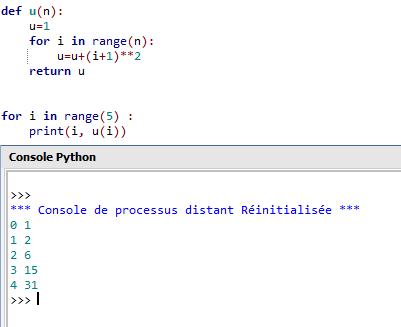 def u(n):
    u=1
    for i in range(n):
        u=u+(i+1)**2
    return u
for i in range(5) :
    print(i, u(i))
Console Python
>>>
*** Console de processus distant Réinitialisée ***
0 1
1 2
2 6
3 15
4 31
>>>